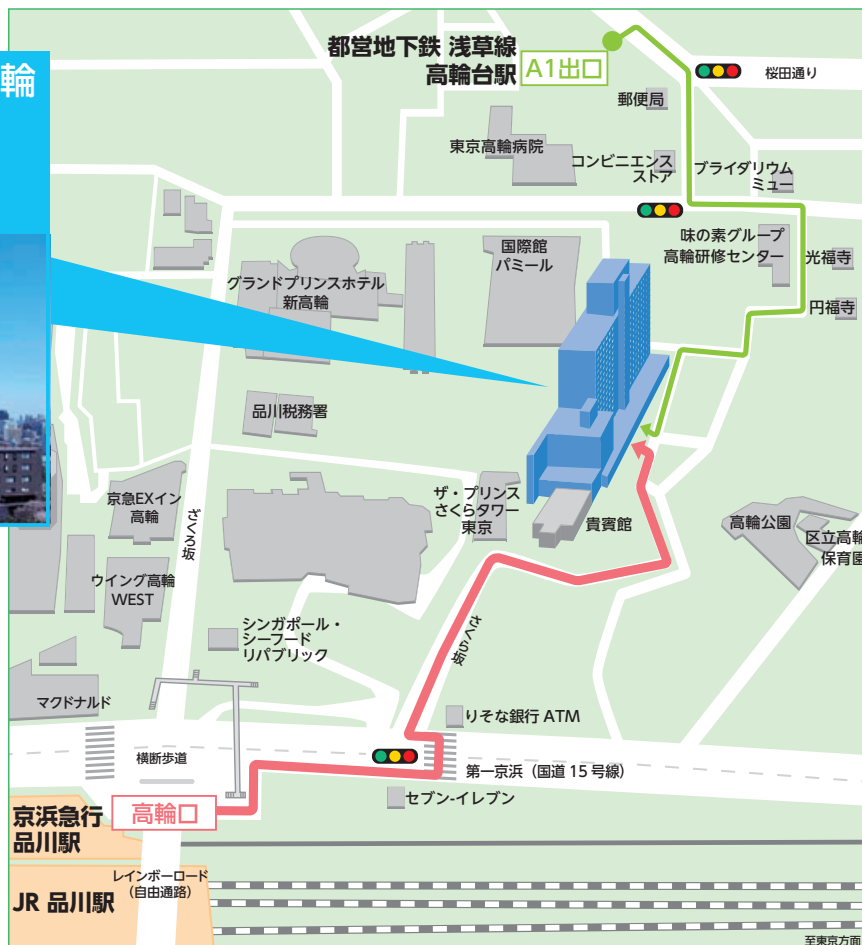 都営地下鉄 浅草線
高輪台駅
A1出口
桜田通り
輪
郵便局
東京高輪病院
コンビニエンス
ストア
ブライダリウム
ミュー
国際館
パミール
味の素グループ
高輪研修センター
光福寺
グランドプリンスホテル
新高輪
円福寺
品川税務署
京急EXイン
高輪
ざくろ坂
ザ・プリンス
さくらタワー
東京
貴賓館
高輪公園
区立高輪
保育園
ウイング高輪
WEST
シンガポール・
シーフード
リパブリック
さくら坂
マクドナルド
りそな銀行 ATM
横断歩道
第一京浜（国道 15 号線）
セブン-イレブン
高輪口
京浜急行
品川駅
レインボーロード
（自由通路）
JR 品川駅
至東京方面